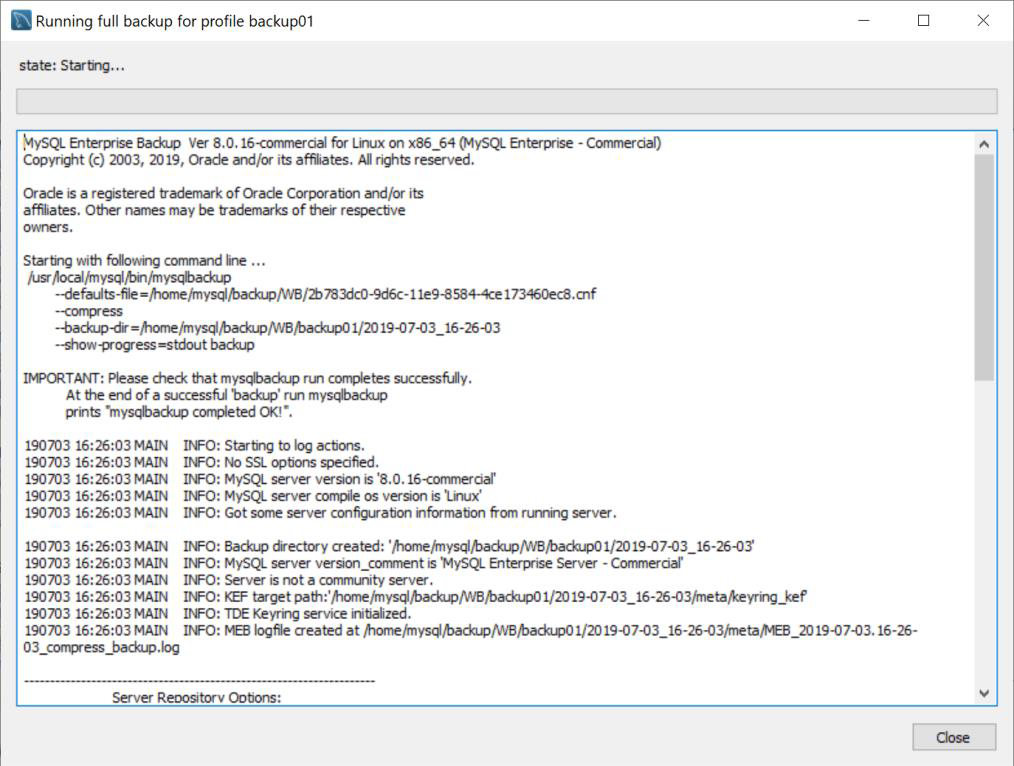 Running full backup for profile backup01
state: Starting...
MySQL Enterprise Backup  Ver 8.0.16-commercial for Linux on x86_64 (MySQL Enterprise - Commercial)
Copyright (c) 2003, 2019, Oracle and/or its affiliates. All rights reserved.
Oracle is a registered trademark of Oracle Corporation and/or its
affiliates. Other names may be trademarks of their respective
owners.
Starting with following command line ...
/usr/local/mysql/bin/mysqlbackup
--defaults-file=/home/mysql/backup/WB/2b783dc0-9d6c-11e9-8584-4ce173460ec8.cnf
--compress
--backup-dir=/home/mysql/backup/WB/backup01/2019-07-03_16-26-03
--show-progress=stdout backup
IMPORTANT: Please check that mysqlbackup run completes successfully.
At the end of a successful 'backup' run mysqlbackup
prints "mysqlbackup completed OK!".
190703 16:26:03 MAIN    INFO: Starting to log actions.
190703 16:26:03 MAIN    INFO: No SSL options specified.
190703 16:26:03 MAIN    INFO: MySQL server version is '8.0.16-commercial'
190703 16:26:03 MAIN    INFO: MySQL server compile os version is 'Linux'
190703 16:26:03 MAIN    INFO: Got some server configuration information from running server.
190703 16:26:03 MAIN    INFO: Backup directory created: '/home/mysql/backup/WB/backup01/2019-07-03_16-26-03'
190703 16:26:03 MAIN    INFO: MySQL server version_comment is 'MySQL Enterprise Server - Commercial'
190703 16:26:03 MAIN    INFO: Server is not a community server.
190703 16:26:03 MAIN    INFO: KEF target path:'/home/mysql/backup/WB/backup01/2019-07-03_16-26-03/meta/keyring_kef'
190703 16:26:03 MAIN    INFO: TDE Keyring service initialized.
190703 16:26:03 MAIN    INFO: MEB logfile created at /home/mysql/backup/WB/backup01/2019-07-03_16-26-03/meta/MEB_2019-07-03.16-26-
03_compress_backup.log
--------------------------------------------------------------------
Server Repository Options:
Close